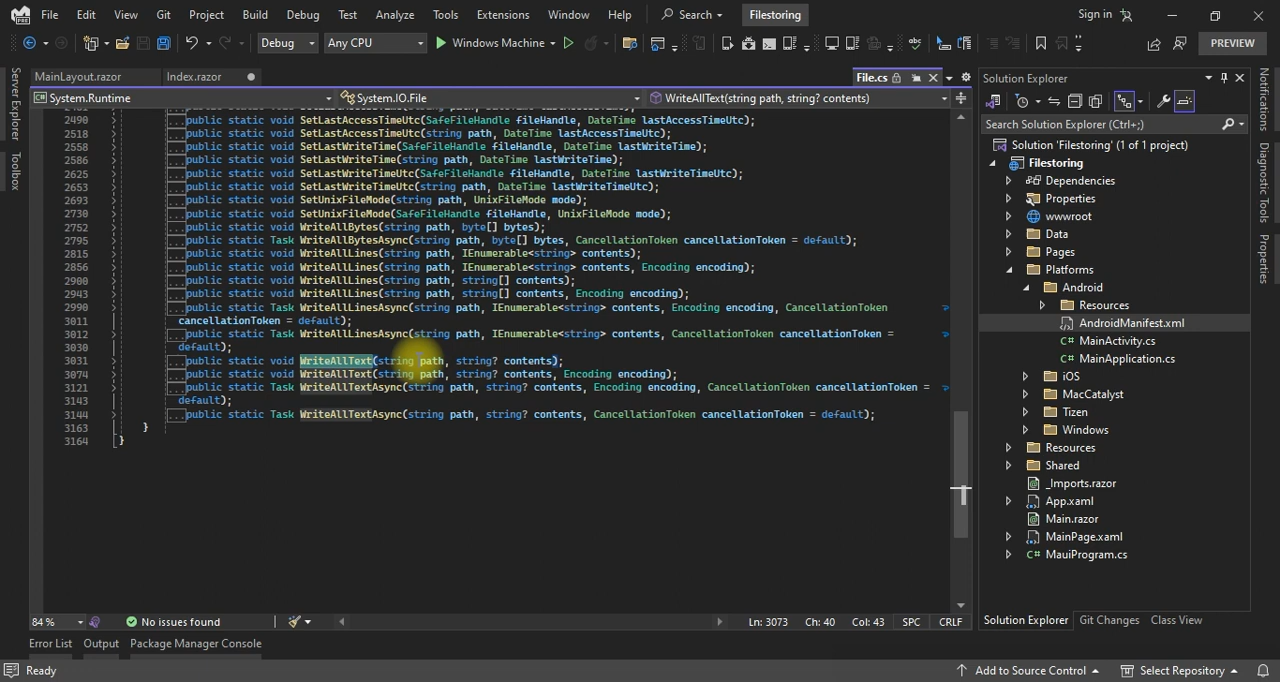 File Edit View Git Project Build Debug Test Analyze Tools Extensions Window Help Search Filestoring Sign in
Debug Any CPU Windows Machine PREVIEW
MainLayout.razor Index.razor File.cs
System.Runtime System.IO.File WriteAllText(string path, string? contents)
2490 ...public static void SetLastAccessTimeUtc(SafeFileHandle fileHandle, DateTime lastAccessTimeUtc);
2518 ...public static void SetLastAccessTimeUtc(string path, DateTime lastAccessTimeUtc);
2558 ...public static void SetLastWriteTime(SafeFileHandle fileHandle, DateTime lastWriteTime);
2586 ...public static void SetLastWriteTime(string path, DateTime lastWriteTime);
2625 ...public static void SetLastWriteTimeUtc(SafeFileHandle fileHandle, DateTime lastWriteTimeUtc);
2653 ...public static void SetLastWriteTimeUtc(string path, DateTime lastWriteTimeUtc);
2693 ...public static void SetUnixFileMode(string path, UnixFileMode mode);
2730 ...public static void SetUnixFileMode(SafeFileHandle fileHandle, UnixFileMode mode);
2752 ...public static void WriteAllBytes(string path, byte[] bytes);
2795 ...public static Task WriteAllBytesAsync(string path, byte[] bytes, CancellationToken cancellationToken = default);
2815 ...public static void WriteAllLines(string path, IEnumerable<string> contents);
2856 ...public static void WriteAllLines(string path, IEnumerable<string> contents, Encoding encoding);
2900 ...public static void WriteAllLines(string path, string[] contents);
2943 ...public static void WriteAllLines(string path, string[] contents, Encoding encoding);
2990 ...public static Task WriteAllLinesAsync(string path, IEnumerable<string> contents, Encoding encoding, CancellationToken
3011 cancellationToken = default);
3012 ...public static Task WriteAllLinesAsync(string path, IEnumerable<string> contents, CancellationToken cancellationToken =
3030 default);
3031 ...public static void WriteAllText(string path, string? contents);
3074 ...public static void WriteAllText(string path, string? contents, Encoding encoding);
3121 ...public static Task WriteAllTextAsync(string path, string? contents, Encoding encoding, CancellationToken cancellationToken =
3143 default);
3144 ...public static Task WriteAllTextAsync(string path, string? contents, CancellationToken cancellationToken = default);
3163 }
3164 }
84 % No issues found Ln: 3073 Ch: 40 Col: 43 SPC CRLF
Error List Output Package Manager Console
Ready Add to Source Control Select Repository
Server Explorer
Toolbox
Solution Explorer
Search Solution Explorer (Ctrl+;)
Solution 'Filestoring' (1 of 1 project)
Filestoring
Dependencies
Properties
wwwroot
Data
Pages
Platforms
Android
Resources
AndroidManifest.xml
C# MainActivity.cs
C# MainApplication.cs
iOS
MacCatalyst
Tizen
Windows
Resources
Shared
_Imports.razor
App.xaml
Main.razor
MainPage.xaml
C# MauiProgram.cs
Solution Explorer Git Changes Class View
Notifications
Diagnostic Tools
Properties